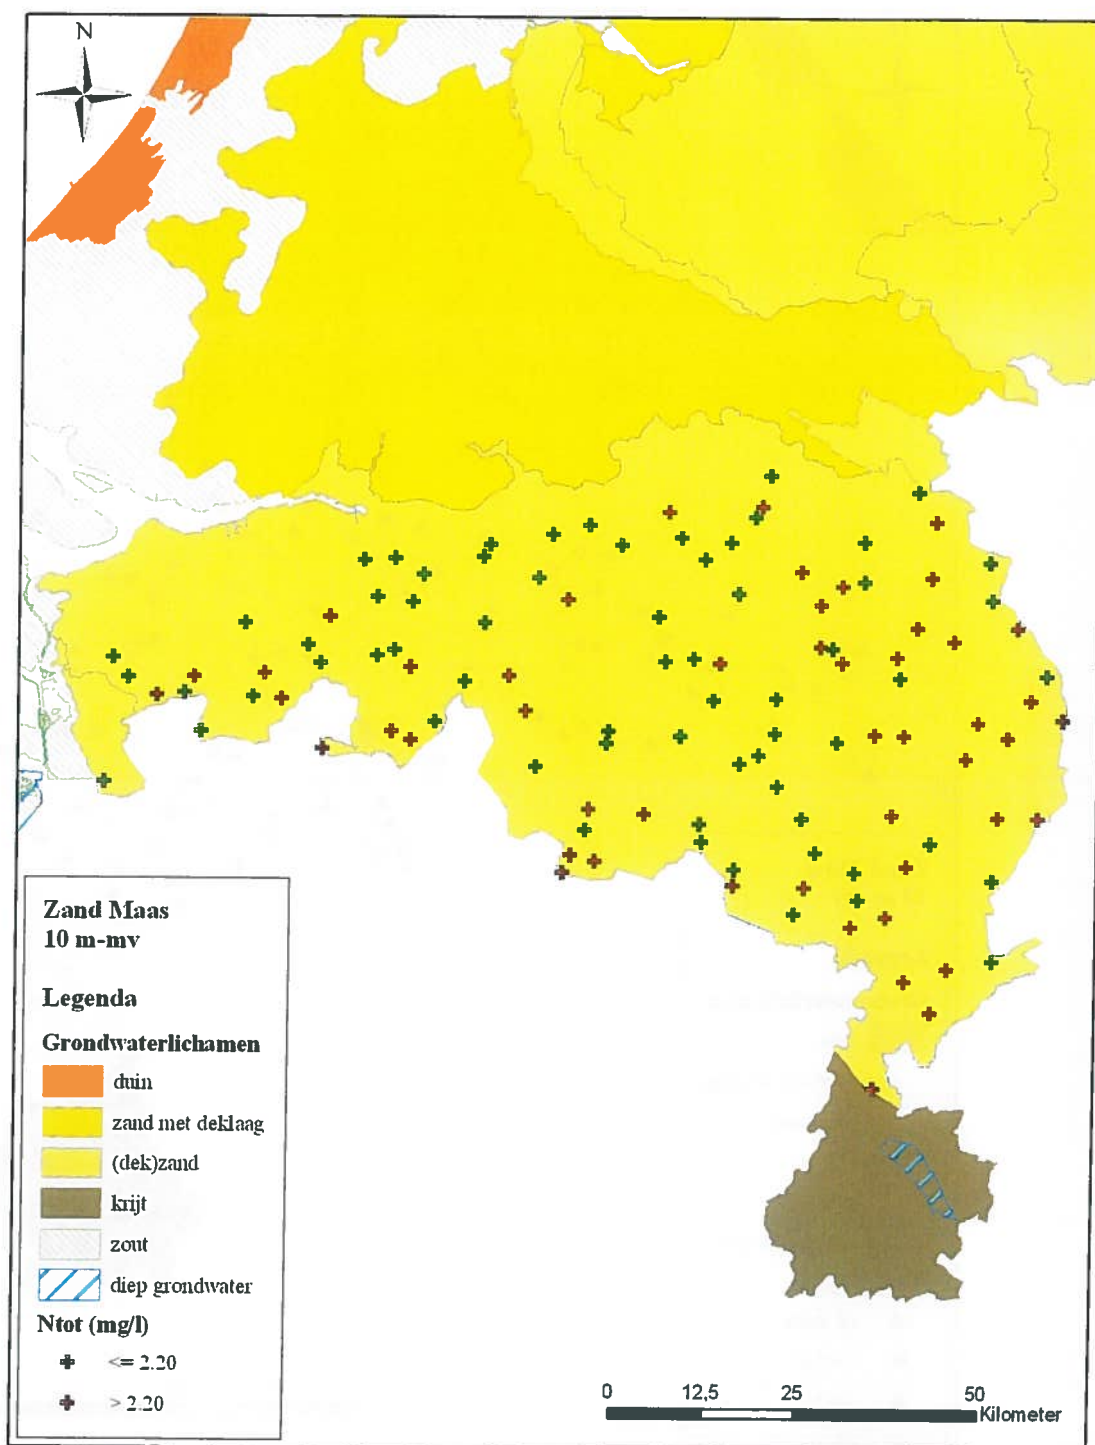 N
Zand Maas
10 m-mv
Legenda
Grondwaterlichamen
duin
zand met deklaag
(dek)zand
krijt
zout
diep grondwater
Ntot (mg/l)
<= 2.20
> 2.20
0 12,5 25 50
Kilometer